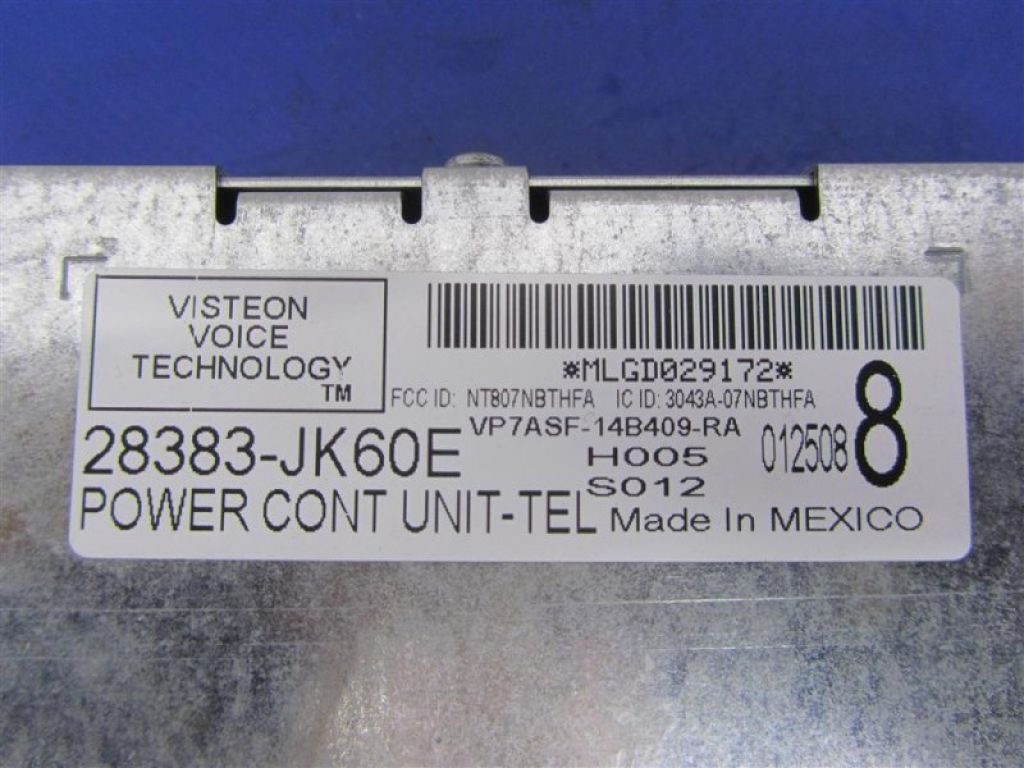 VISTEON
VOICE
TECHNOLOGY
TM
*MLGD029172*
FCC ID: NT807NBTHFA IC ID: 3043A-07NBTHFA
VP7ASF-14B409-RA
28383-JK60E
H005
012508
8
S012
POWER CONT UNIT-TEL
Made In MEXICO